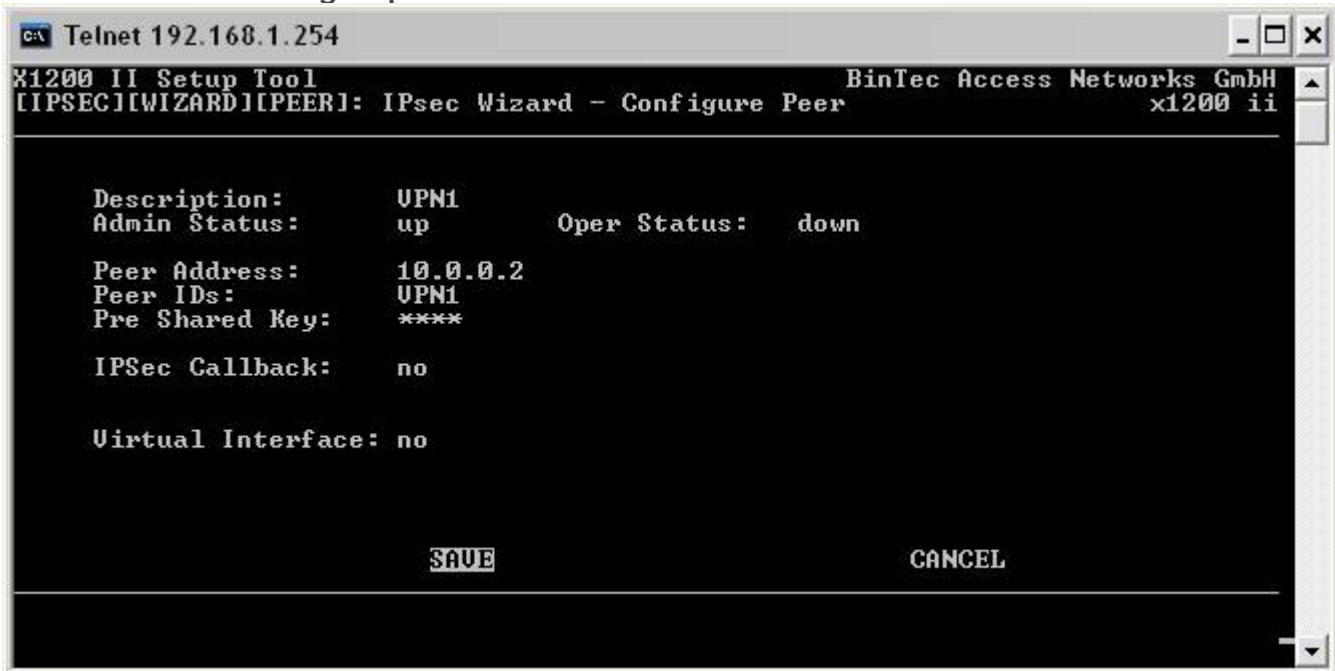 Telnet 192.168.1.254
X1200 II Setup Tool BinTec Access Networks GmbH
[IPSEC][WIZARD][PEER]: IPsec Wizard - Configure Peer x1200 ii
Description: VPN1
Admin Status: up Oper Status: down
Peer Address: 10.0.0.2
Peer IDs: VPN1
Pre Shared Key: ****
IPSec Callback: no
Virtual Interface: no
SAVE CANCEL